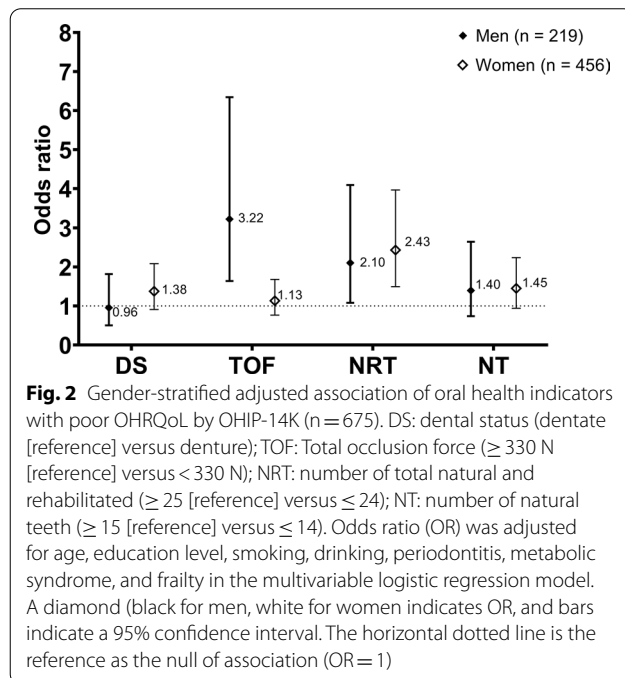 8
7
6
5
4
3
2
1
0
Odds ratio
Men (n = 219)
Women (n = 456)
0.96
1.38
3.22
1.13
2.10
2.43
1.40
1.45
DS TOF NRT NT
Fig. 2 Gender-stratified adjusted association of oral health indicators
with poor OHRQoL by OHIP-14K (n = 675). DS: dental status (dentate
[reference] versus denture); TOF: Total occlusion force (≥ 330 N
[reference] versus < 330 N); NRT: number of total natural and
rehabilitated (≥ 25 [reference] versus ≤ 24); NT: number of natural
teeth (≥ 15 [reference] versus ≤ 14). Odds ratio (OR) was adjusted
for age, education level, smoking, drinking, periodontitis, metabolic
syndrome, and frailty in the multivariable logistic regression model.
A diamond (black for men, white for women indicates OR, and bars
indicate a 95% confidence interval. The horizontal dotted line is the
reference as the null of association (OR = 1)